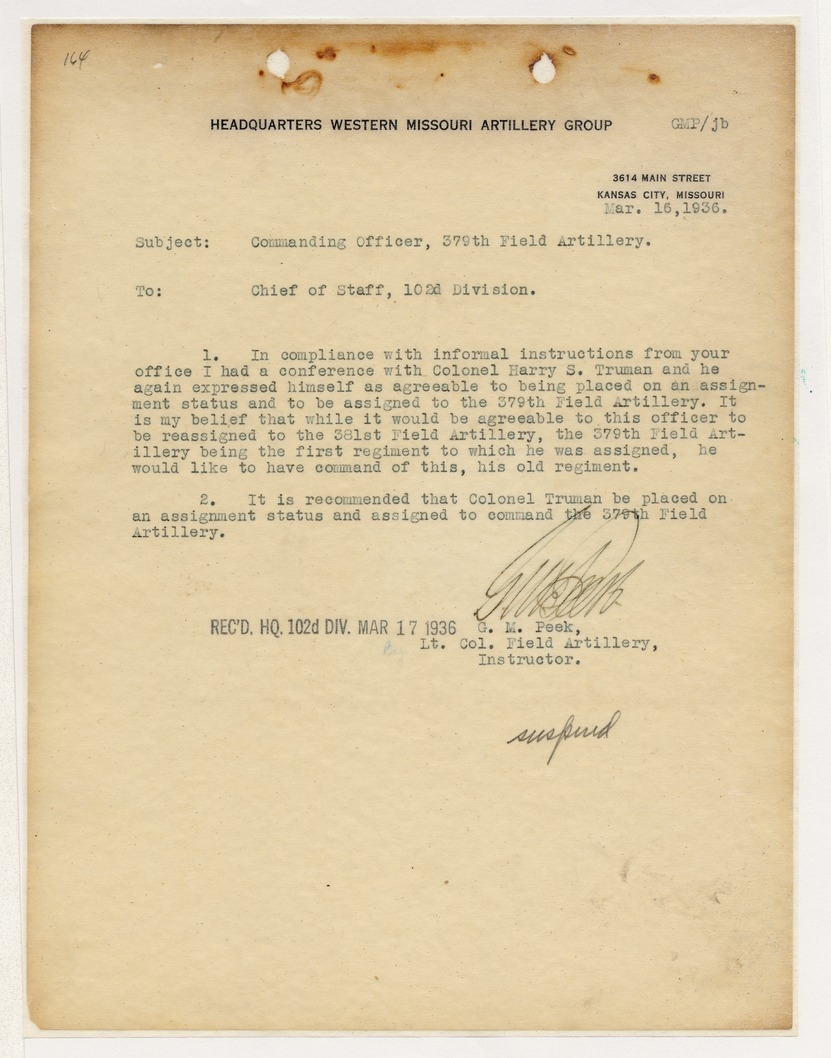 164
HEADQUARTERS WESTERN MISSOURI ARTILLERY GROUP GMP/jb
3614 MAIN STREET
KANSAS CITY, MISSOURI
Mar. 16,1936.
Subject: Commanding Officer, 379th Field Artillery.
To: Chief of Staff, 102d Division.
1. In compliance with informal instructions from your
office I had a conference with Colonel Harry S. Truman and he
again expressed himself as agreeable to being placed on an assign-
ment status and to be assigned to the 379th Field Artillery. It
is my belief that while it would be agreeable to this officer to
be reassigned to the 381st Field Artillery, the 379th Field Art-
illery being the first regiment to which he was assigned, he
would like to have command of this, his old regiment.
2. It is recommended that Colonel Truman be placed on
an assignment status and assigned to command the 379th Field
Artillery.
GM Peek
REC'D. HQ. 102d DIV. MAR 17 1936 G. M. Peek,
Lt. Col. Field Artillery,
Instructor.
suspend